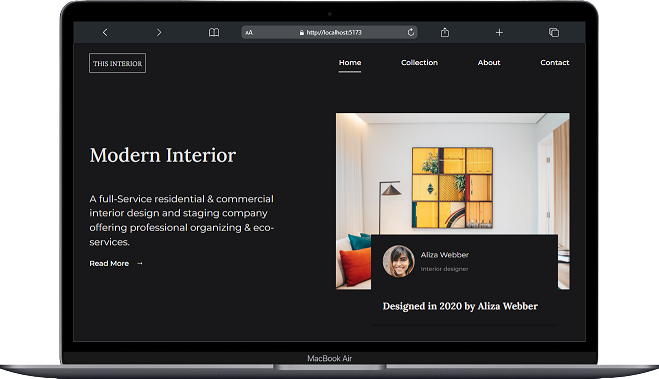 AA http://localhost:5173
THIS INTERIOR
Home Collection About Contact
Modern Interior
A full-Service residential & commercial
interior design and staging company
offering professional organizing & eco-
services.
Read More →
Aliza Webber
Interior designer
Designed in 2020 by Aliza Webber
MacBook Air